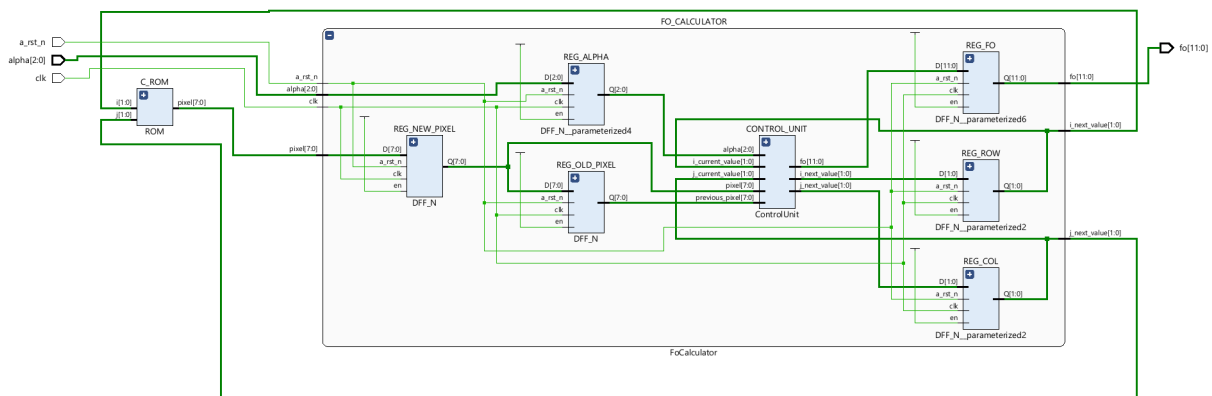 FO_CALCULATOR
a_rst_n
alpha[2:0]
clk
C_ROM
i[1:0]
j[1:0]
pixel[7:0]
ROM
a_rst_n
alpha[2:0]
clk
pixel[7:0]
REG_NEW_PIXEL
D[7:0]
a_rst_n
clk
en
Q[7:0]
DFF_N
REG_ALPHA
D[2:0]
a_rst_n
clk
en
Q[2:0]
DFF_N__parameterized4
REG_OLD_PIXEL
D[7:0]
a_rst_n
clk
en
Q[7:0]
DFF_N
CONTROL_UNIT
alpha[2:0]
i_current_value[1:0]
j_current_value[1:0]
pixel[7:0]
previous_pixel[7:0]
fo[11:0]
i_next_value[1:0]
j_next_value[1:0]
ControlUnit
REG_FO
D[11:0]
a_rst_n
clk
en
Q[11:0]
DFF_N__parameterized6
REG_ROW
D[1:0]
a_rst_n
clk
en
Q[1:0]
DFF_N__parameterized2
REG_COL
D[1:0]
a_rst_n
clk
en
Q[1:0]
DFF_N__parameterized2
fo[11:0]
i_next_value[1:0]
j_next_value[1:0]
fo[11:0]
FoCalculator